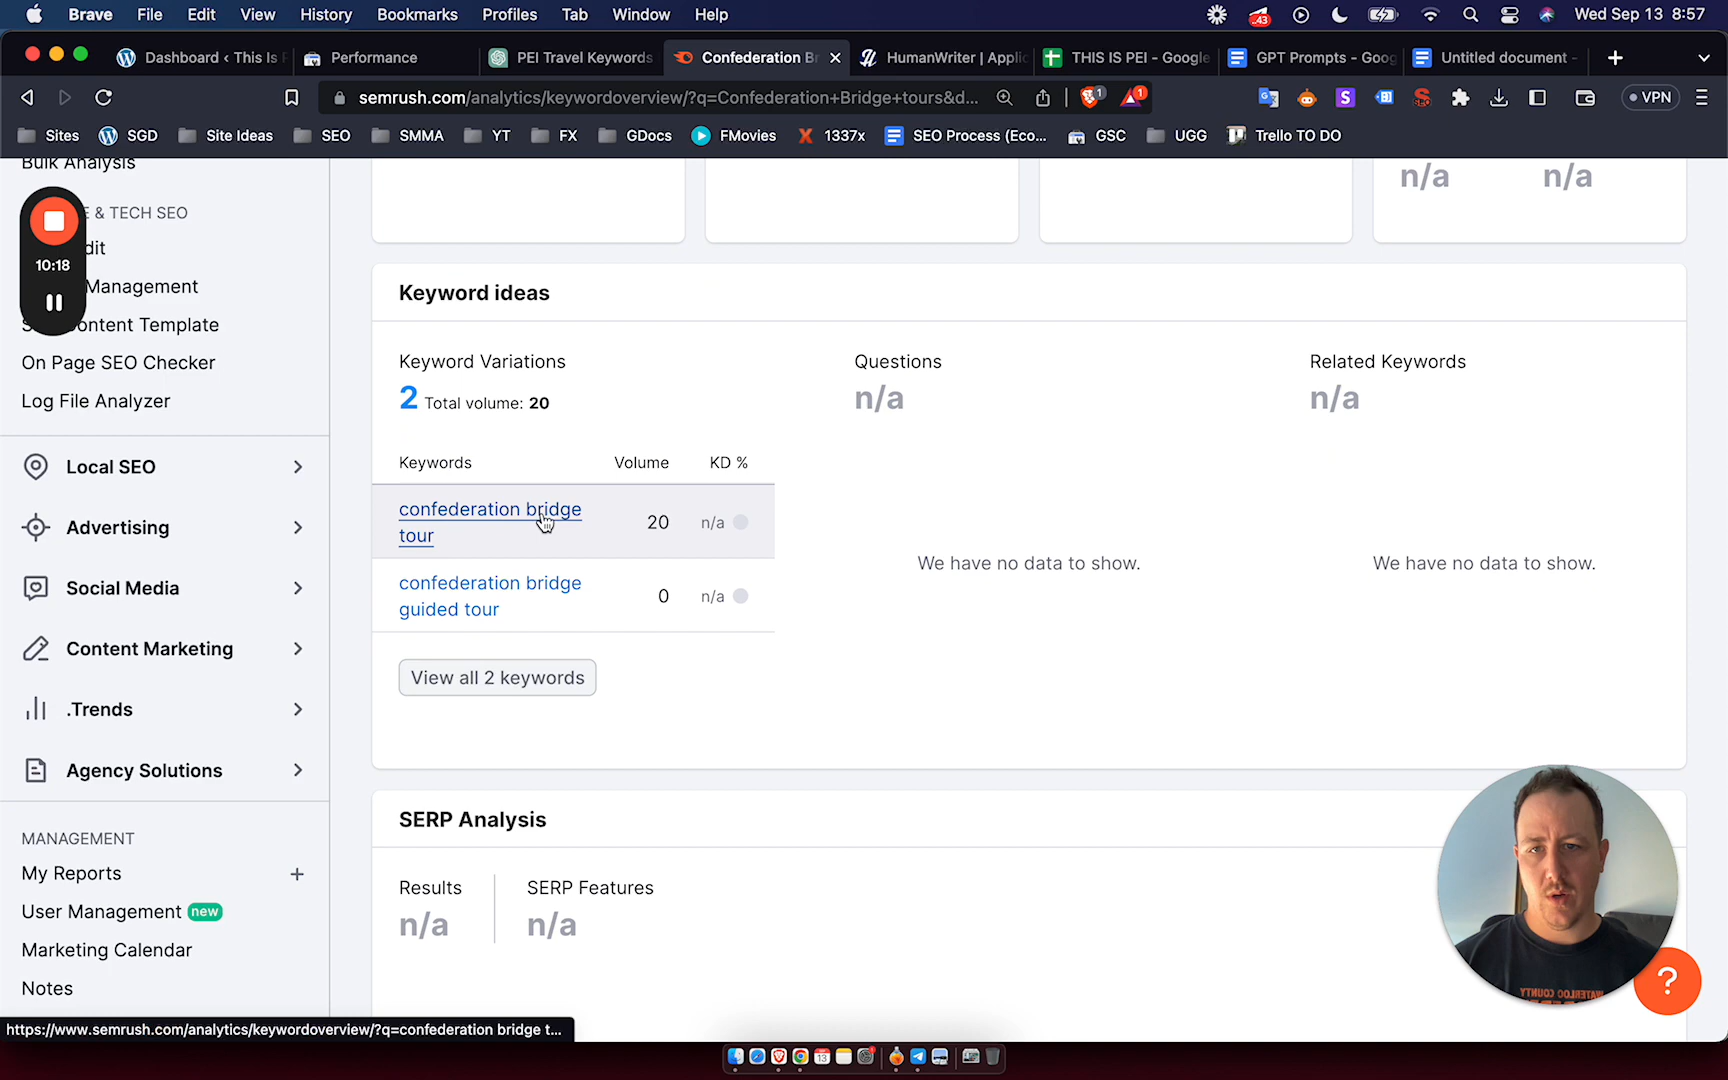 Brave File Edit View History Bookmarks Profiles Tab Window Help Wed Sep 13 8:57
Dashboard ‹ This Is Performance PEI Travel Keywords Confederation Br HumanWriter | Applic THIS IS PEI - Google GPT Prompts - Goog Untitled document -
semrush.com/analytics/keywordoverview/?q=Confederation+Bridge+tours&d... 1 1 VPN
Sites SGD Site Ideas SEO SMMA YT FX GDocs FMovies 1337x SEO Process (Eco... GSC UGG Trello TO DO
Bulk Analysis
& TECH SEO
10:18
Management
Content Template
On Page SEO Checker
Log File Analyzer
Local SEO
Advertising
Social Media
Content Marketing
.Trends
Agency Solutions
MANAGEMENT
My Reports +
User Management new
Marketing Calendar
Notes
https://www.semrush.com/analytics/keywordoverview/?q=confederation bridge t...
n/a n/a
Keyword ideas
Keyword Variations
2 Total volume: 20
Keywords Volume KD %
confederation bridge tour 20 n/a
confederation bridge guided tour 0 n/a
View all 2 keywords
Questions
n/a
We have no data to show.
Related Keywords
n/a
We have no data to show.
SERP Analysis
Results SERP Features
n/a n/a
?